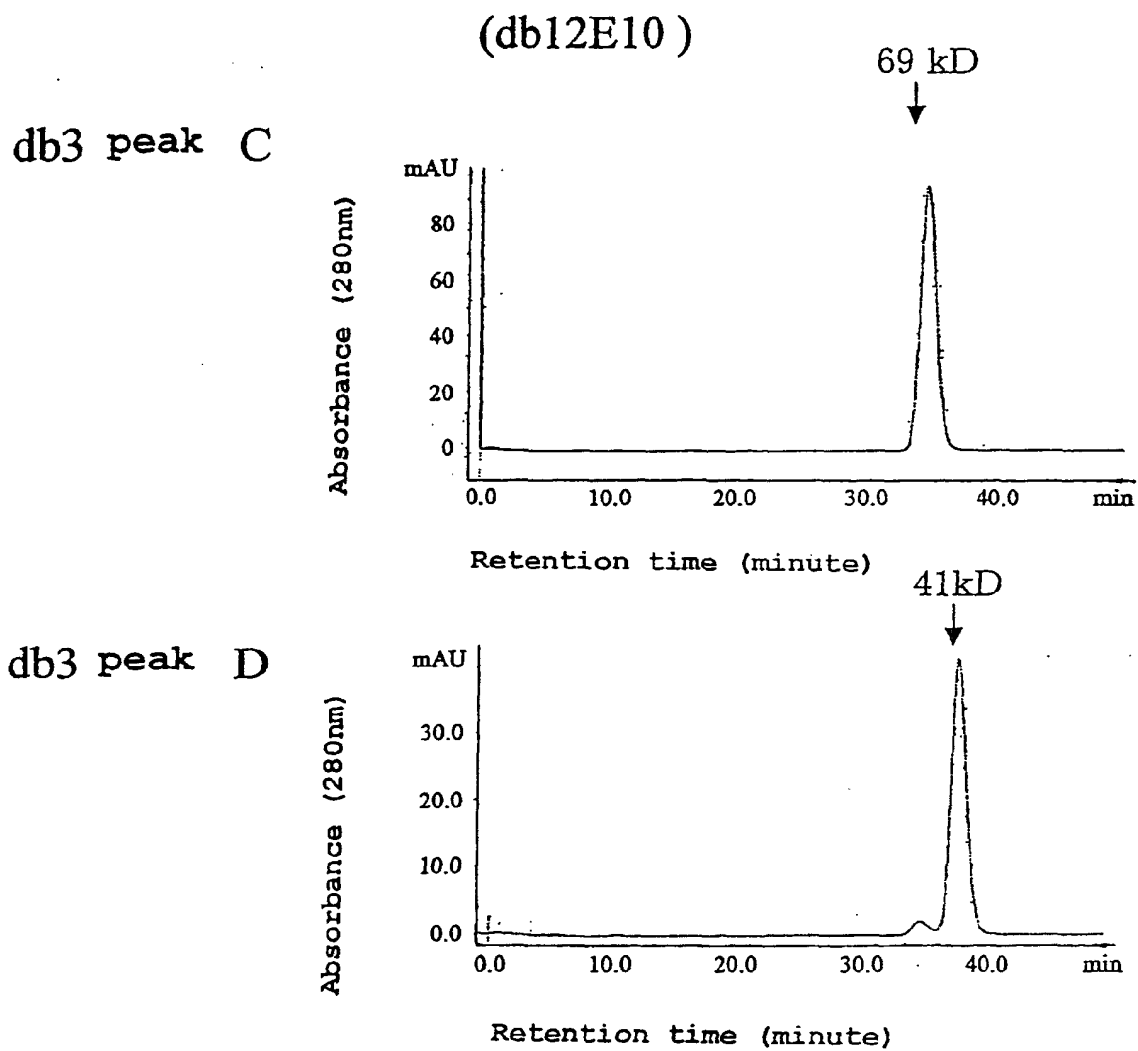 (db12E10 )
69 kD
db3 peak C
mAU
80
60
40
20
0
Absorbance (280nm)
0.0 10.0 20.0 30.0 40.0 min
Retention time (minute)
41kD
db3 peak D
mAU
30.0
20.0
10.0
0.0
Absorbance (280nm)
0.0 10.0 20.0 30.0 40.0 min
Retention time (minute)